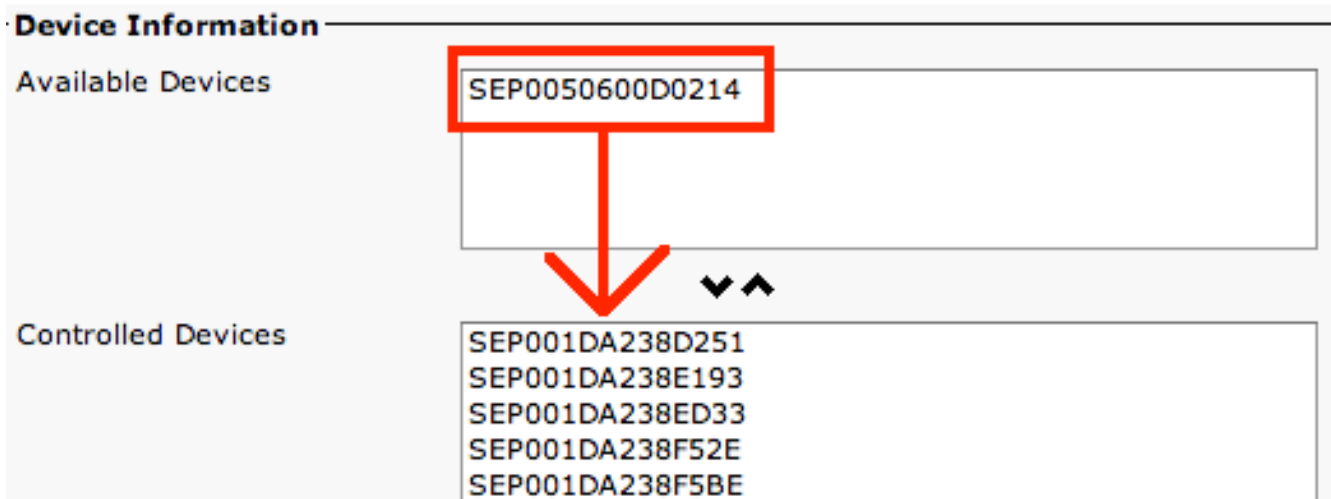 Device Information
Available Devices
SEP0050600D0214
Controlled Devices
SEP001DA238D251
SEP001DA238E193
SEP001DA238ED33
SEP001DA238F52E
SEP001DA238F5BE